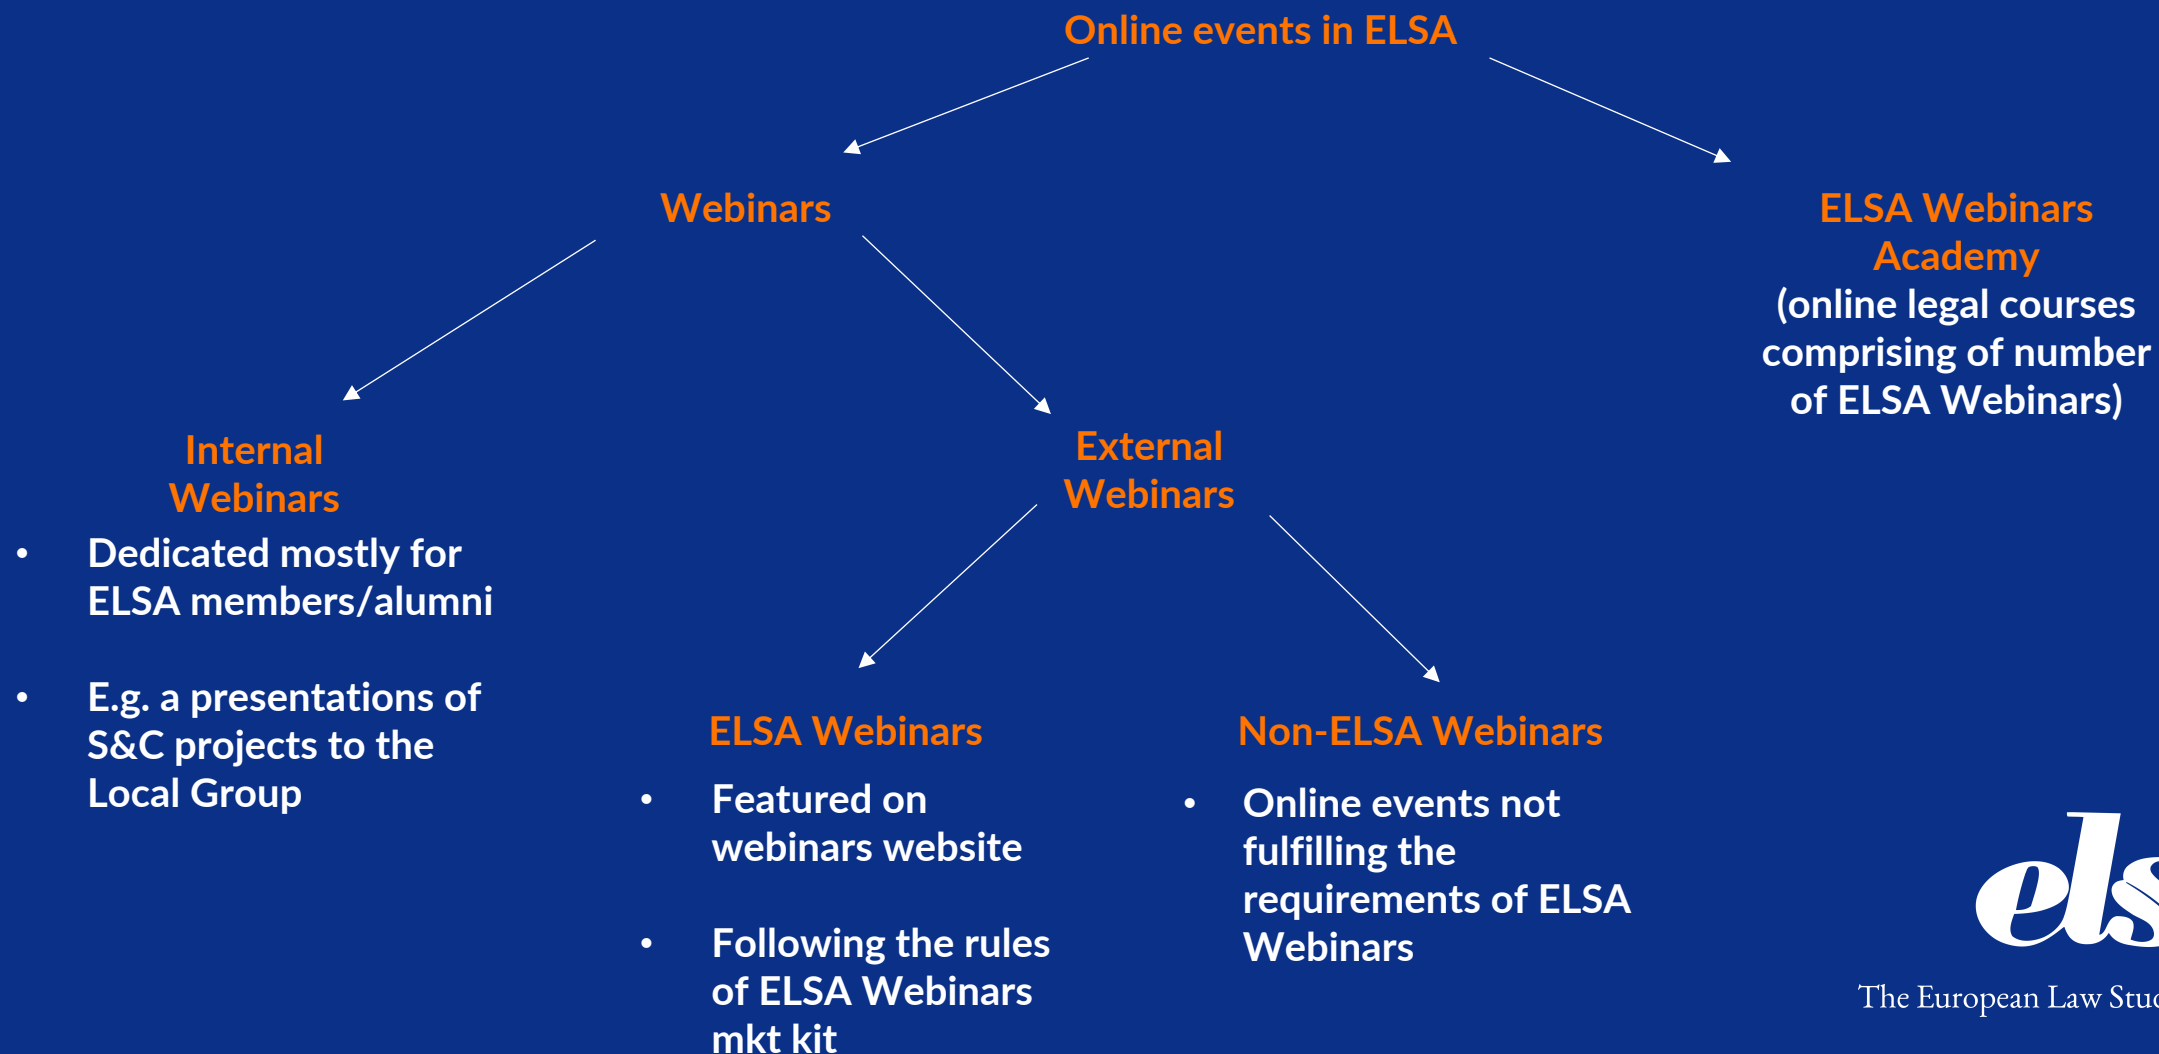 Online events in ELSA
Webinars
ELSA Webinars
Academy
(online legal courses
comprising of number
of ELSA Webinars)
Internal
Webinars
• Dedicated mostly for
ELSA members/alumni
• E.g. a presentations of
S&C projects to the
Local Group
External
Webinars
ELSA Webinars
• Featured on
webinars website
• Following the rules
of ELSA Webinars
mkt kit
Non-ELSA Webinars
• Online events not
fulfilling the
requirements of ELSA
Webinars
els
The European Law